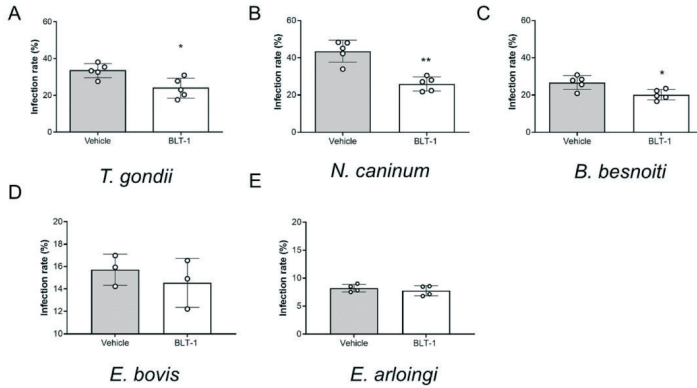 A
Infection rate (%)
60
40
20
0
*
Vehicle
BLT-1
T. gondii
B
Infection rate (%)
60
40
20
0
**
Vehicle
BLT-1
N. caninum
C
Infection rate (%)
60
40
20
0
*
Vehicle
BLT-1
B. besnoiti
D
Infection rate (%)
20
18
16
14
12
10
Vehicle
BLT-1
E. bovis
E
Infection rate (%)
20
15
10
5
0
Vehicle
BLT-1
E. arloingi